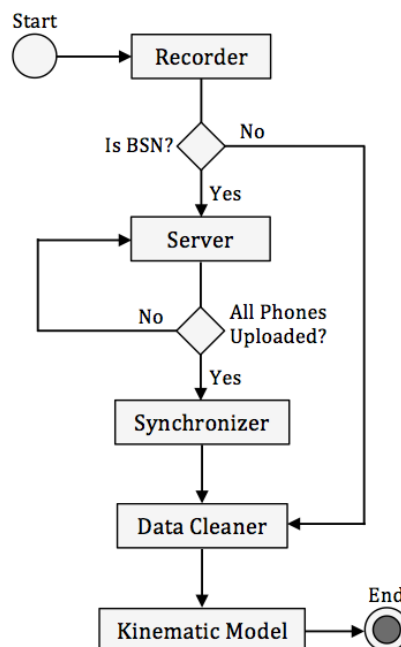 Start
Recorder
Is BSN?
No
Yes
Server
All Phones
No
Uploaded?
Yes
Synchronizer
Data Cleaner
End
Kinematic Model